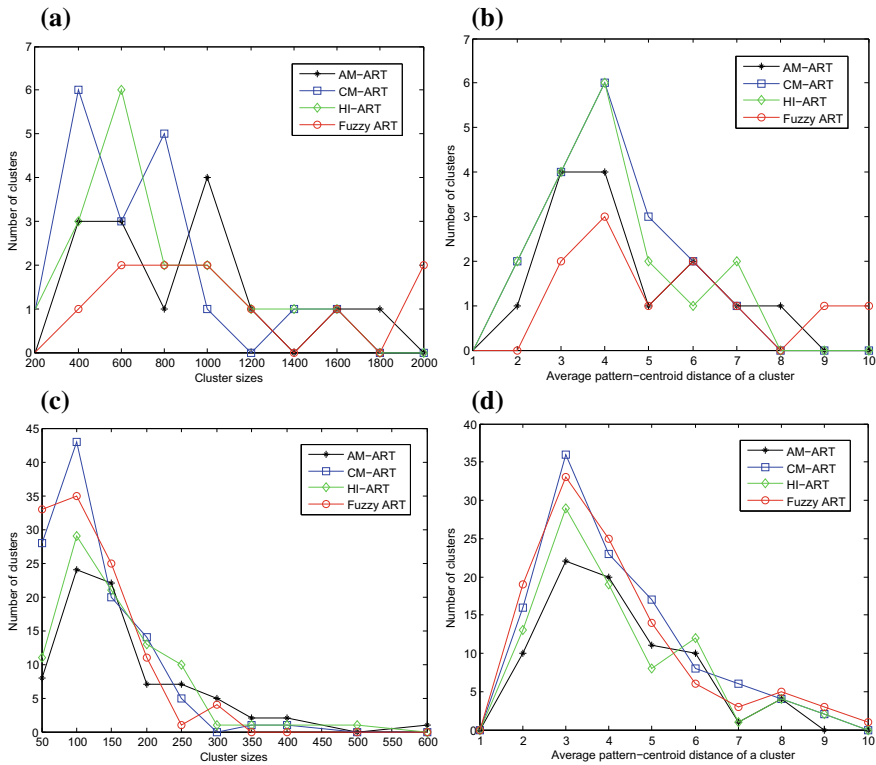 (a)
7
6
5
4
3
2
1
0
Number of clusters
200 400 600 800 1000 1200 1400 1600 1800 2000
Cluster sizes
AM-ART
CM-ART
HI-ART
Fuzzy ART
(b)
7
6
5
4
3
2
1
0
Number of clusters
1 2 3 4 5 6 7 8 9 10
Average pattern-centroid distance of a cluster
AM-ART
CM-ART
HI-ART
Fuzzy ART
(c)
45
40
35
30
25
20
15
10
5
0
Number of clusters
50 100 150 200 250 300 350 400 500 600
Cluster sizes
AM-ART
CM-ART
HI-ART
Fuzzy ART
(d)
40
35
30
25
20
15
10
5
0
Number of clusters
1 2 3 4 5 6 7 8 9 10
Average pattern-centroid distance of a cluster
AM-ART
CM-ART
HI-ART
Fuzzy ART